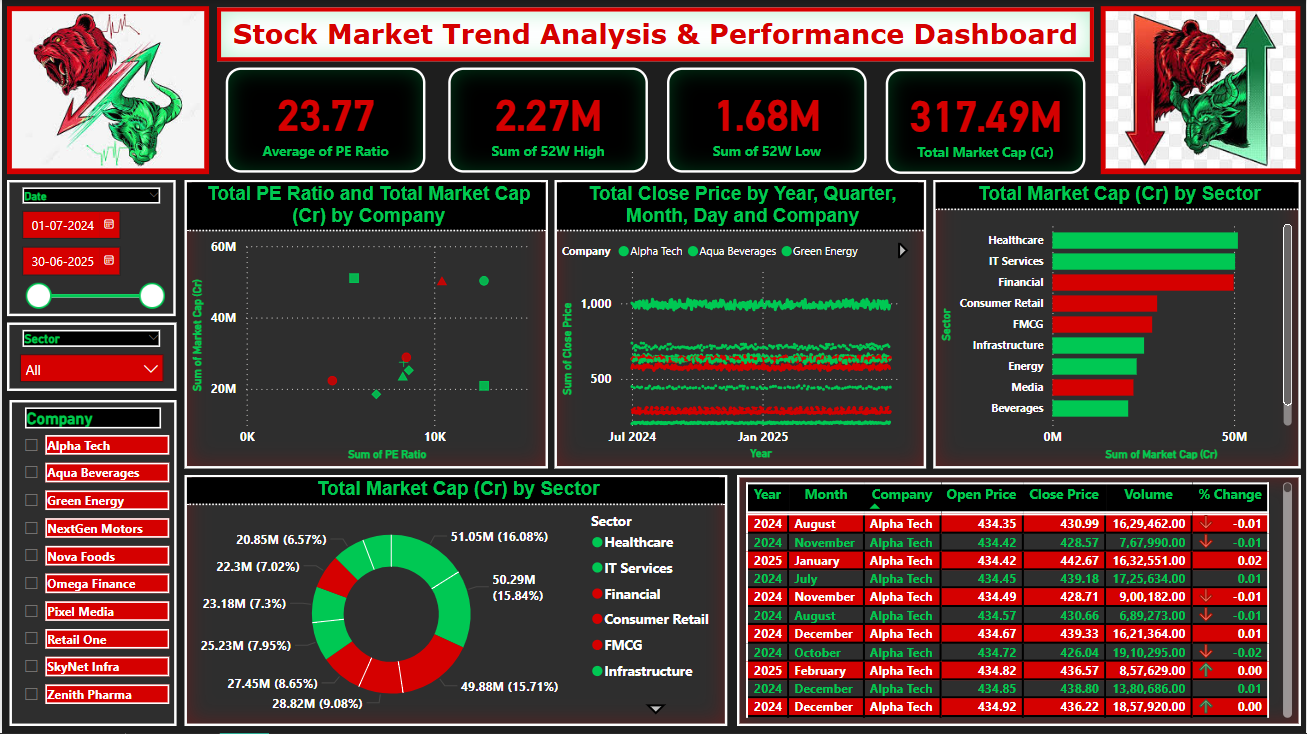 Stock Market Trend Analysis & Performance Dashboard
23.77
Average of PE Ratio
2.27M
Sum of 52W High
1.68M
Sum of 52W Low
317.49M
Total Market Cap (Cr)
Date
01-07-2024
30-06-2025
Sector
All
Company
Alpha Tech
Aqua Beverages
Green Energy
NextGen Motors
Nova Foods
Omega Finance
Pixel Media
Retail One
SkyNet Infra
Zenith Pharma
Total PE Ratio and Total Market Cap
(Cr) by Company
Sum of Market Cap (Cr)
60M
40M
20M
0K
10K
Sum of PE Ratio
Total Close Price by Year, Quarter,
Month, Day and Company
Company Alpha Tech Aqua Beverages Green Energy
Sum of Close Price
1,000
500
Jul 2024
Jan 2025
Year
Total Market Cap (Cr) by Sector
Sector
Healthcare
IT Services
Financial
Consumer Retail
FMCG
Infrastructure
Energy
Media
Beverages
0M
50M
Sum of Market Cap (Cr)
Total Market Cap (Cr) by Sector
51.05M (16.08%)
50.29M
(15.84%)
49.88M (15.71%)
28.82M (9.08%)
27.45M (8.65%)
25.23M (7.95%)
23.18M (7.3%)
22.3M (7.02%)
20.85M (6.57%)
Sector
Healthcare
IT Services
Financial
Consumer Retail
FMCG
Infrastructure
Year Month Company Open Price Close Price Volume % Change
2024 August Alpha Tech 434.35 430.99 16,29,462.00 -0.01
2024 November Alpha Tech 434.42 428.57 7,67,990.00 -0.01
2025 January Alpha Tech 434.42 442.67 16,32,551.00 0.02
2024 July Alpha Tech 434.45 439.18 17,25,634.00 0.01
2024 November Alpha Tech 434.49 428.71 9,00,182.00 -0.01
2024 August Alpha Tech 434.57 430.66 6,89,273.00 -0.01
2024 December Alpha Tech 434.67 439.33 16,21,364.00 0.01
2024 October Alpha Tech 434.72 426.04 19,10,295.00 -0.02
2025 February Alpha Tech 434.82 436.57 8,57,629.00 0.00
2024 December Alpha Tech 434.85 438.80 13,80,686.00 0.01
2024 December Alpha Tech 434.92 436.22 18,57,920.00 0.00